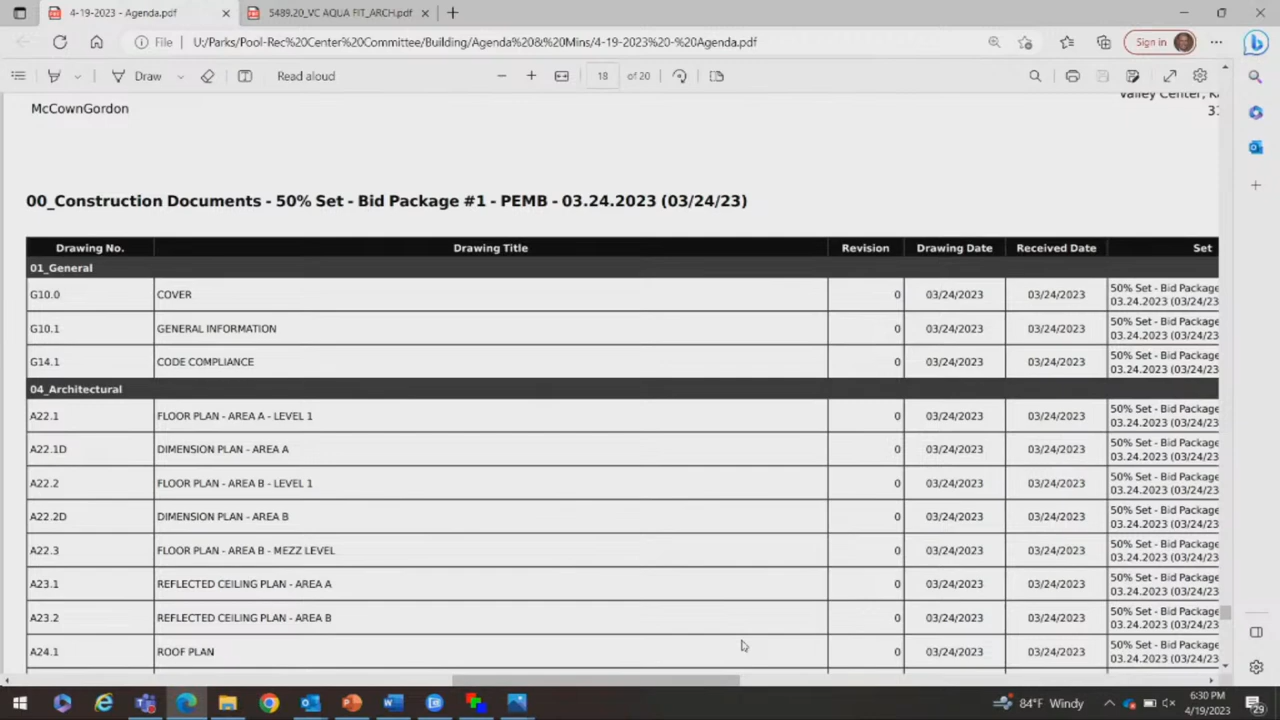 4-19-2023 - Agenda.pdf
5489.20_VC AQUA FIT_ARCH.pdf
File
U:/Parks/Pool-Rec%20Center%20Committee/Building/Agenda%20&%20Mins/4-19-2023%20-%20Agenda.pdf
Sign in
Draw
Read aloud
18 of 20
McCownGordon
Valley Center, K
31
00_Construction Documents - 50% Set - Bid Package #1 - PEMB - 03.24.2023 (03/24/23)
Drawing No. Drawing Title Revision Drawing Date Received Date Set
01_General
G10.0 COVER 0 03/24/2023 03/24/2023 50% Set - Bid Package
03.24.2023 (03/24/23
G10.1 GENERAL INFORMATION 0 03/24/2023 03/24/2023 50% Set - Bid Package
03.24.2023 (03/24/23
G14.1 CODE COMPLIANCE 0 03/24/2023 03/24/2023 50% Set - Bid Package
03.24.2023 (03/24/23
04_Architectural
A22.1 FLOOR PLAN - AREA A - LEVEL 1 0 03/24/2023 03/24/2023 50% Set - Bid Package
03.24.2023 (03/24/23
A22.1D DIMENSION PLAN - AREA A 0 03/24/2023 03/24/2023 50% Set - Bid Package
03.24.2023 (03/24/23
A22.2 FLOOR PLAN - AREA B - LEVEL 1 0 03/24/2023 03/24/2023 50% Set - Bid Package
03.24.2023 (03/24/23
A22.2D DIMENSION PLAN - AREA B 0 03/24/2023 03/24/2023 50% Set - Bid Package
03.24.2023 (03/24/23
A22.3 FLOOR PLAN - AREA B - MEZZ LEVEL 0 03/24/2023 03/24/2023 50% Set - Bid Package
03.24.2023 (03/24/23
A23.1 REFLECTED CEILING PLAN - AREA A 0 03/24/2023 03/24/2023 50% Set - Bid Package
03.24.2023 (03/24/23
A23.2 REFLECTED CEILING PLAN - AREA B 0 03/24/2023 03/24/2023 50% Set - Bid Package
03.24.2023 (03/24/23
A24.1 ROOF PLAN 0 03/24/2023 03/24/2023 50% Set - Bid Package
03.24.2023 (03/24/23
84°F Windy
6:30 PM
4/19/2023
29